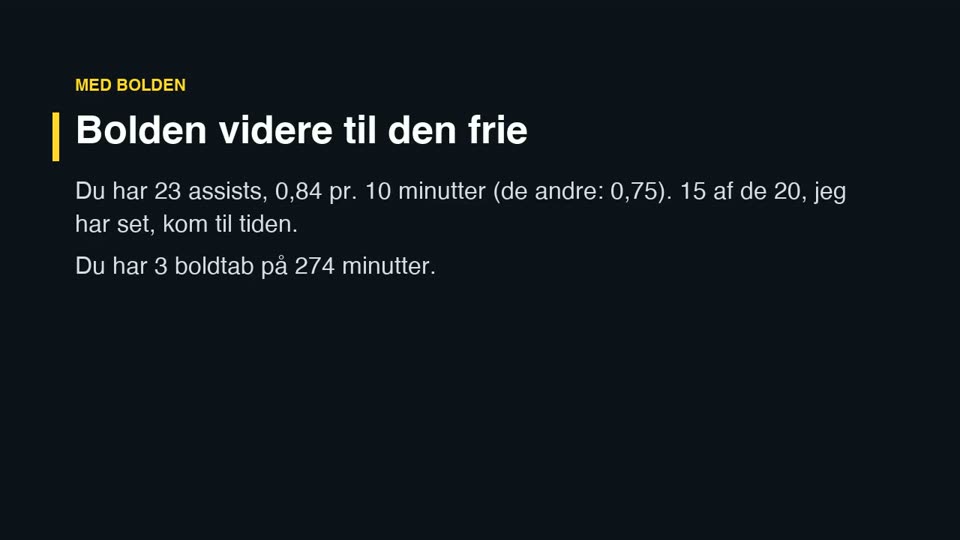 MED BOLDEN
Bolden videre til den frie
Du har 23 assists, 0,84 pr. 10 minutter (de andre: 0,75). 15 af de 20, jeg
har set, kom til tiden.
Du har 3 boldtab på 274 minutter.